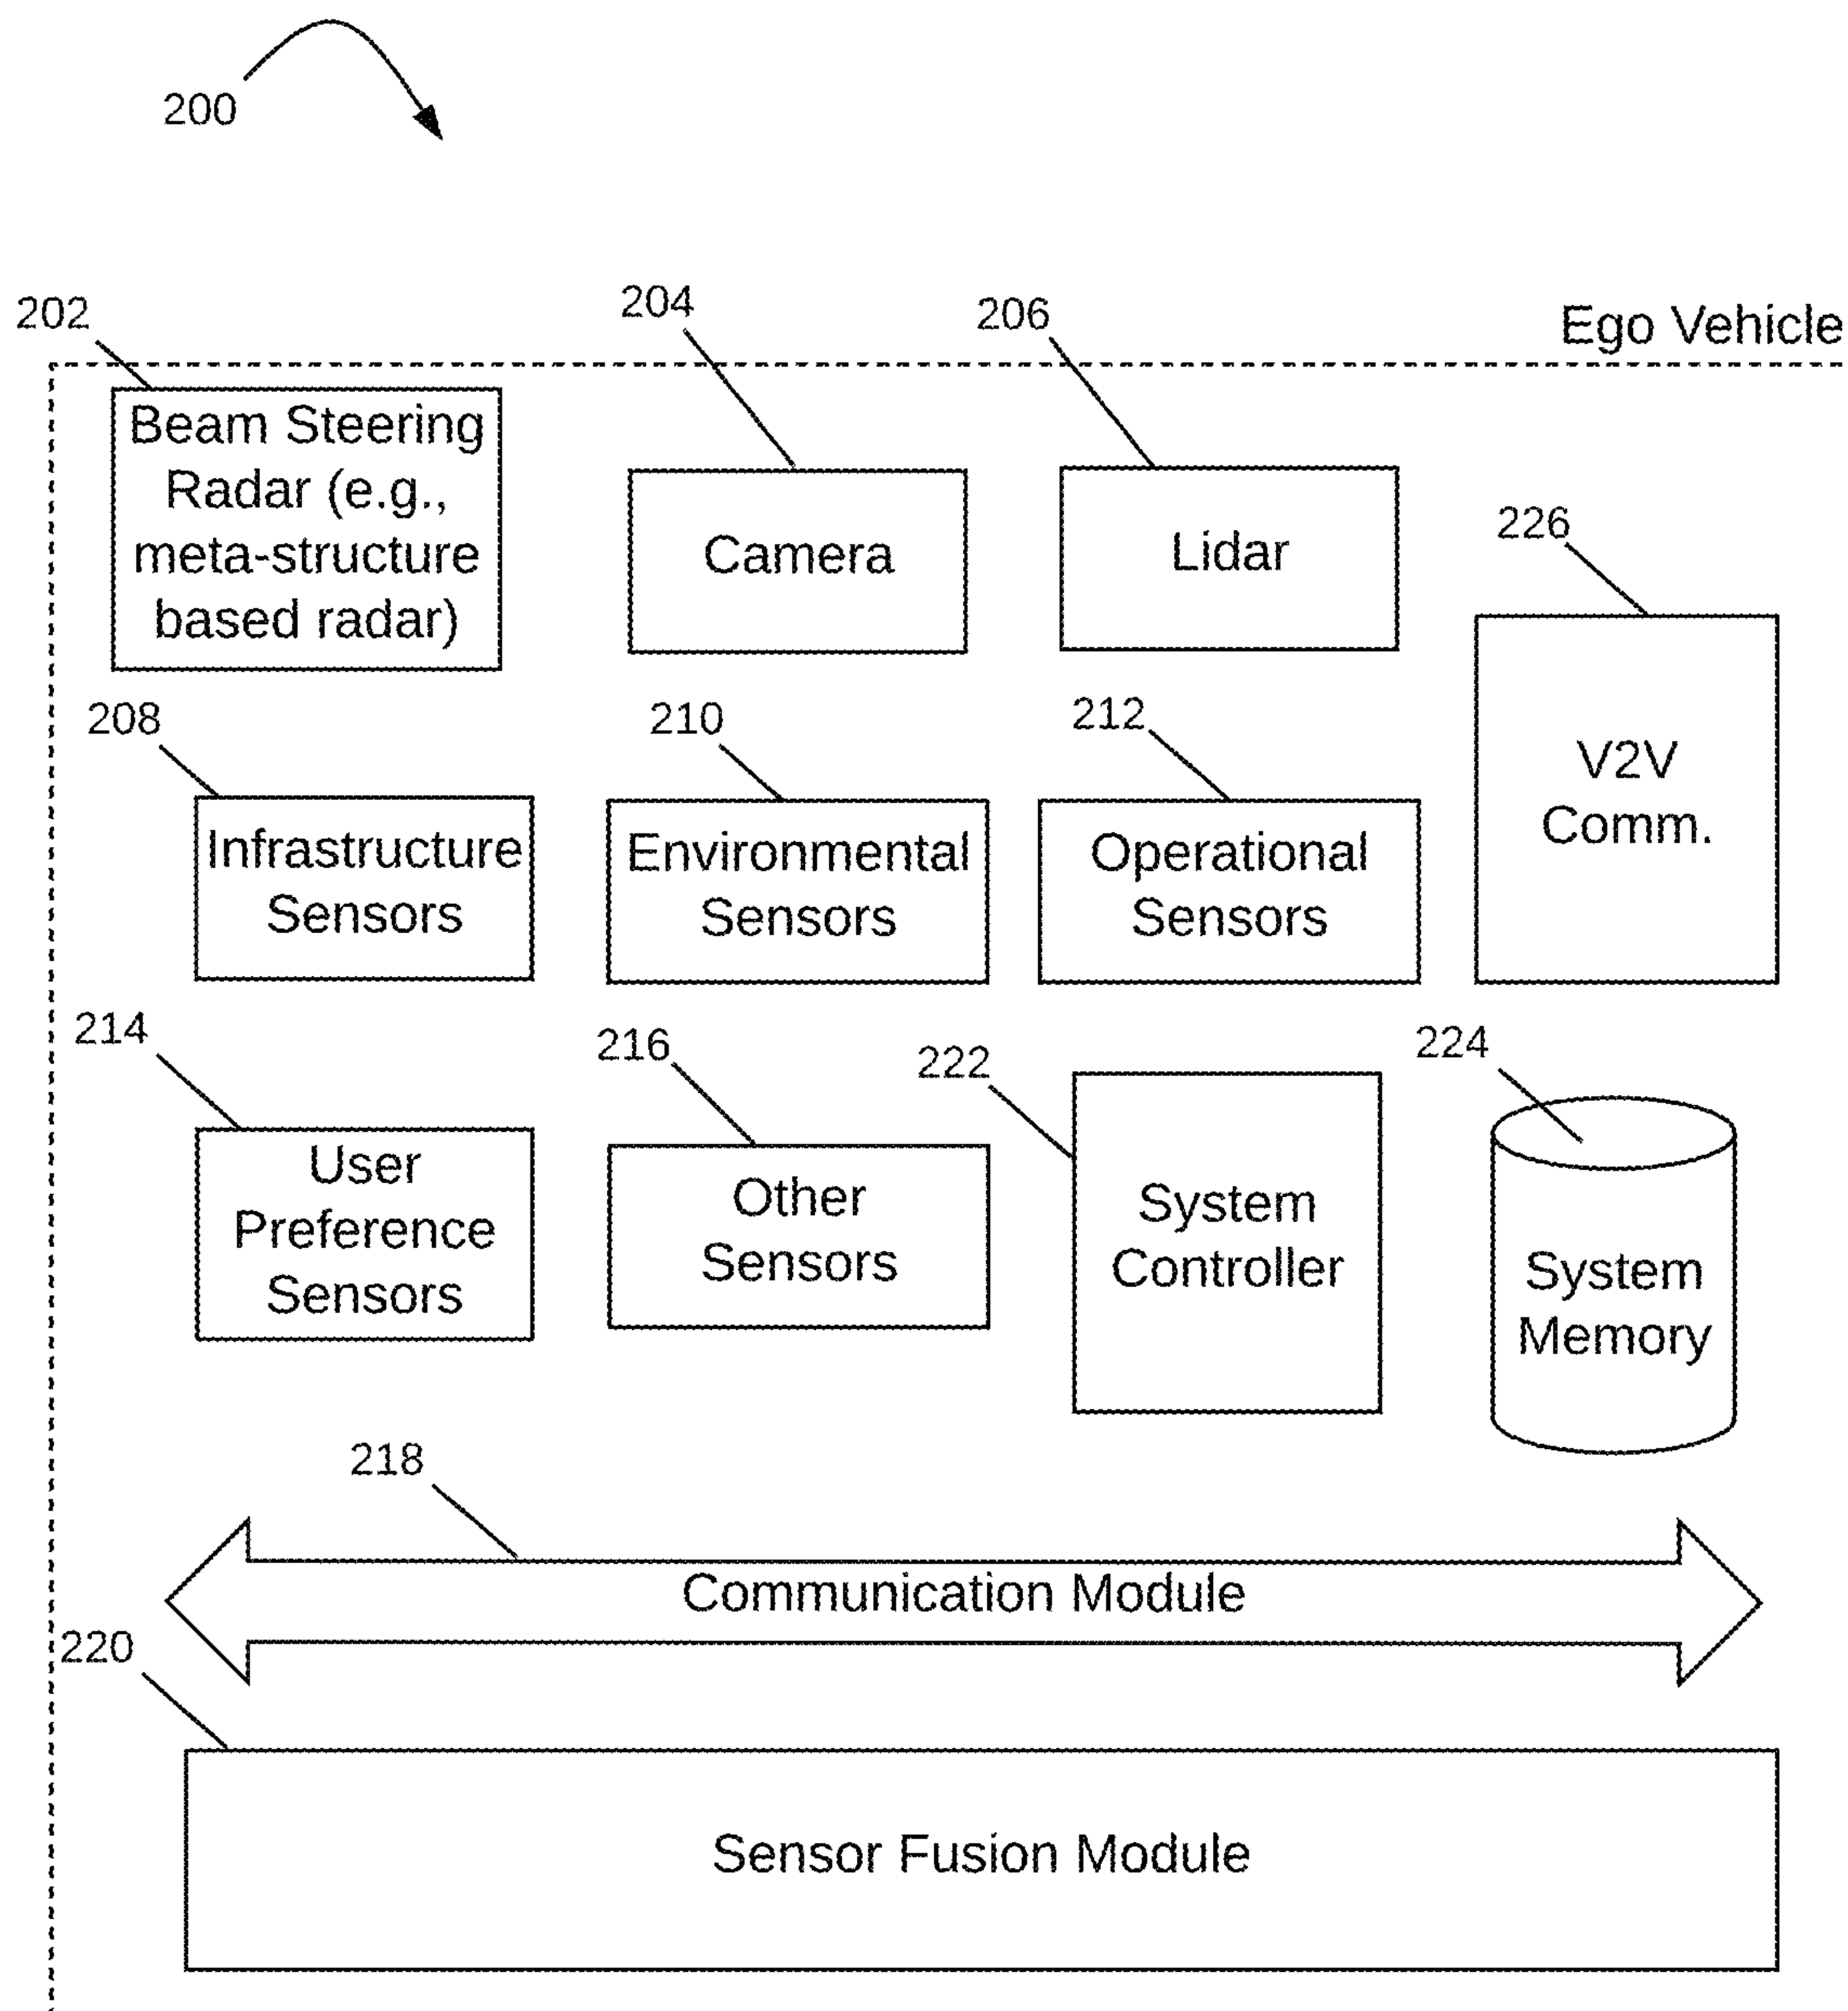 200
202
204
206
Ego Vehicle
Beam Steering
Radar (e.g.,
meta-structure
based radar)
Camera
Lidar
226
V2V
Comm.
208
210
212
Infrastructure
Sensors
Environmental
Sensors
Operational
Sensors
214
216
222
224
User
Preference
Sensors
Other
Sensors
System
Controller
System
Memory
218
Communication Module
220
Sensor Fusion Module